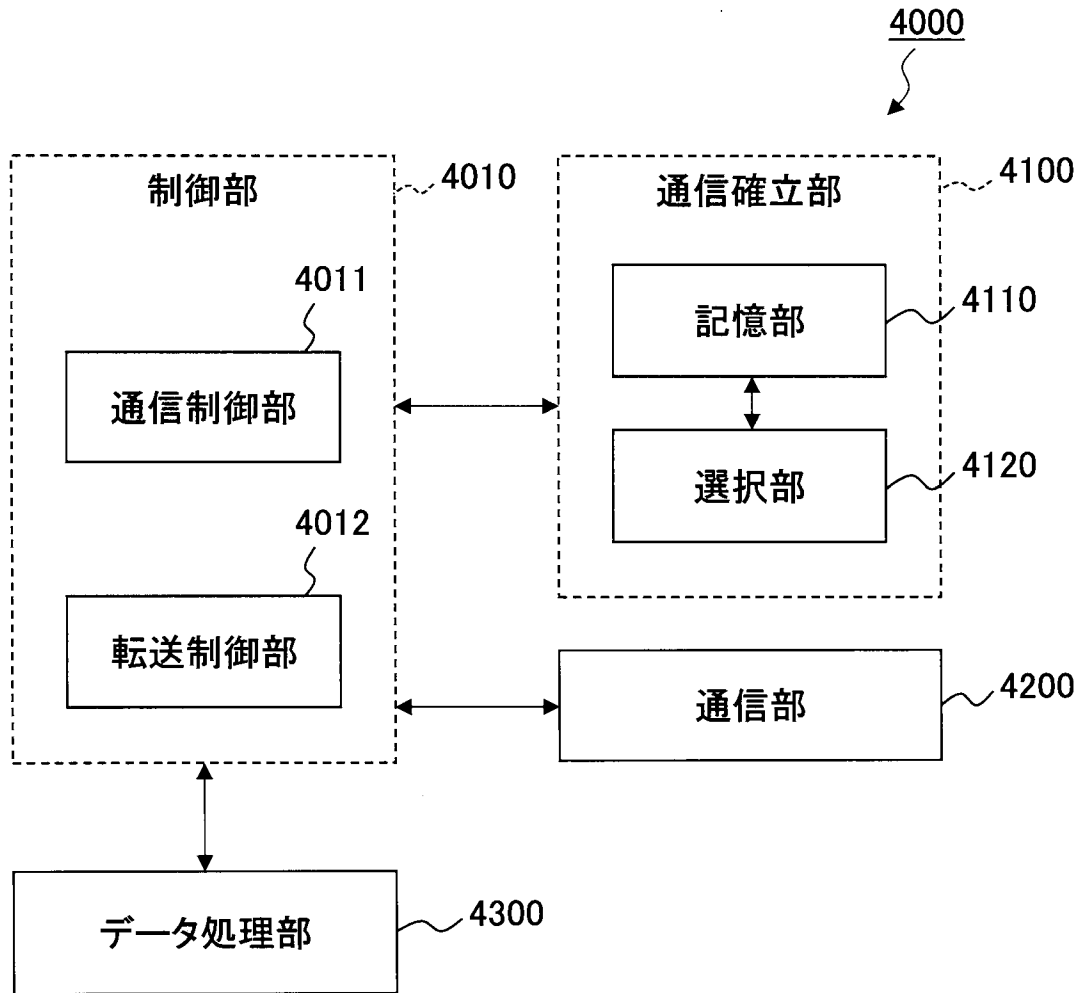 4000
制御部
4010
通信確立部
4100
4011
通信制御部
記憶部
4110
選択部
4120
4012
転送制御部
通信部
4200
データ処理部
4300